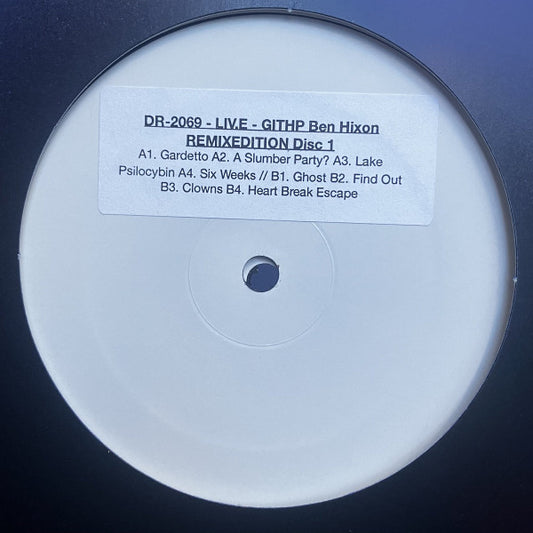 DR-2069 - LIV.E - GITHP Ben Hixon
REMIXEDITION Disc 1
A1. Gardetto A2. A Slumber Party? A3. Lake
Psilocybin A4. Six Weeks // B1. Ghost B2. Find Out
B3. Clowns B4. Heart Break Escape